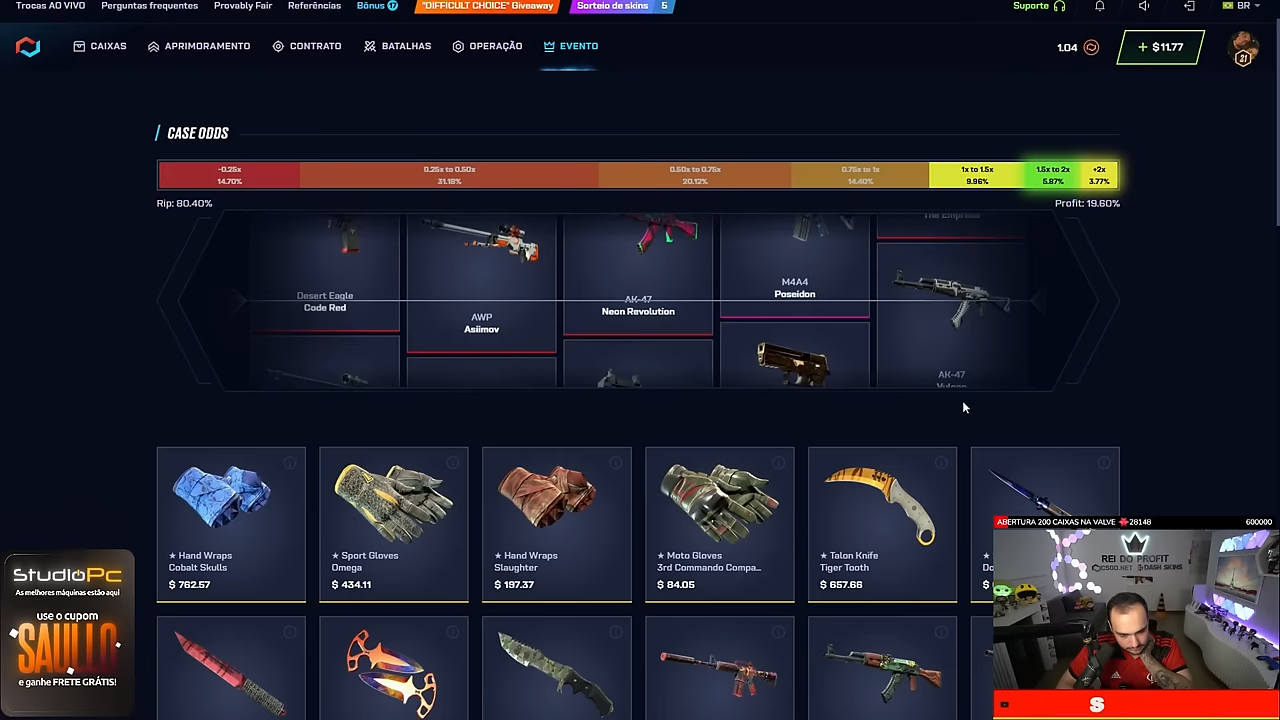 Trocas AO VIVO Perguntas frequentes Provably Fair Referências Bônus 17 "DIFFICULT CHOICE" Giveaway Sorteio de skins 5 Suporte BR
CAIXAS APRIMORAMENTO CONTRATO BATALHAS OPERAÇÃO EVENTO 1.04 + $11.77
21
CASE ODDS
-0.25x 0.25x to 0.50x 0.50x to 0.75x 0.75x to 1x 1x to 1.5x 1.5x to 2x +2x
14.70% 31.18% 20.12% 14.40% 9.96% 5.87% 3.77%
Rip: 80.40% Profit: 19.60%
The Empress
Desert Eagle
Code Red
AWP
Asiimov
AK-47
Neon Revolution
M4A4
Poseidon
AK-47
Vulcan
★ Hand Wraps
Cobalt Skulls
$ 762.57
★ Sport Gloves
Omega
$ 434.11
★ Hand Wraps
Slaughter
$ 197.37
★ Moto Gloves
3rd Commando Compa...
$ 84.05
★ Talon Knife
Tiger Tooth
$ 657.68
ABERTURA 200 CAIXAS NA VALVE 28148 600000
REI DO PROFIT
CSGO.NET DASH SKINS
S
StudioPc
As melhores máquinas estão aqui
use o cupom
SAULLO
e ganhe FRETE GRÁTIS!